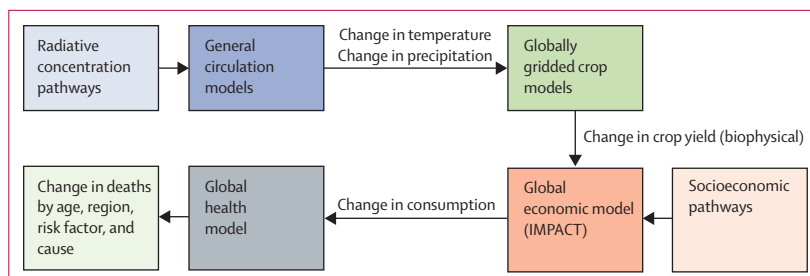 Radiative
concentration
pathways
General
circulation
models
Change in temperature
Change in precipitation
Globally
gridded crop
models
Change in crop yield (biophysical)
Change in deaths
by age, region,
risk factor, and
cause
Global
health
model
Change in consumption
Global
economic model
(IMPACT)
Socioeconomic
pathways